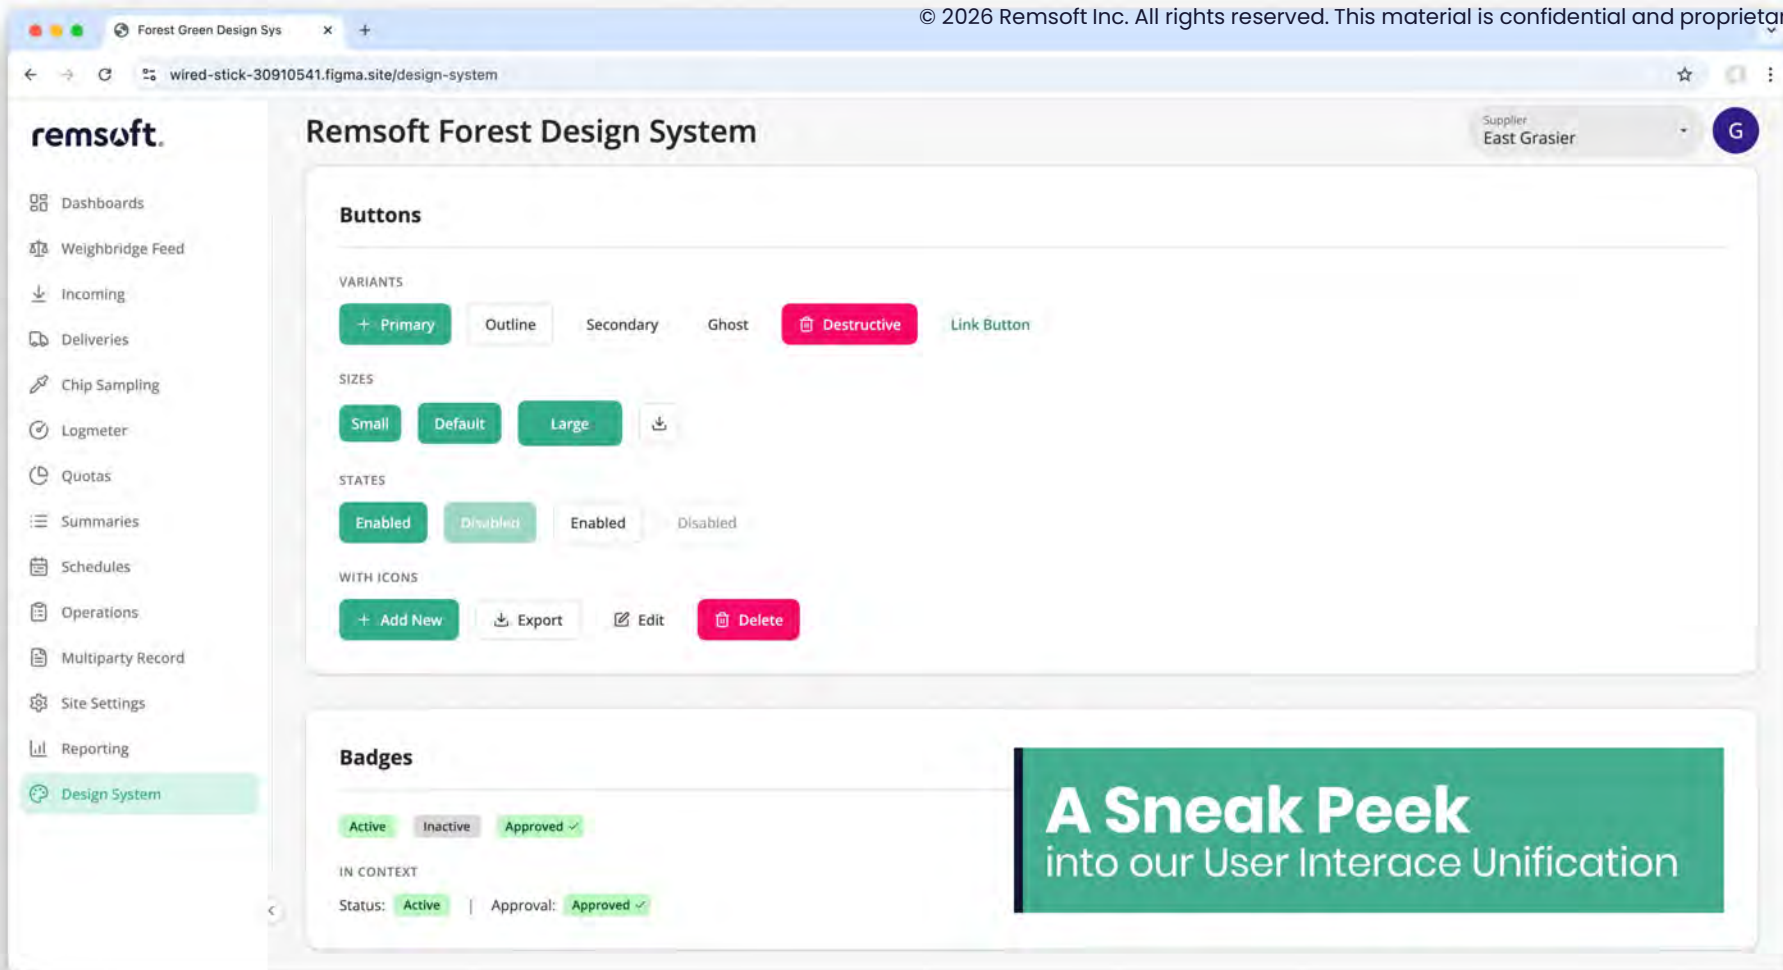 © 2026 Remsoft Inc. All rights reserved. This material is confidential and
Forest Green Design Sys
wired-stick-30910541.figma.site/design-system
remsoft.
Remsoft Forest Design System
Supplier
East Grasier
G
Dashboards
Weighbridge Feed
Incoming
Deliveries
Chip Sampling
Logmeter
Quotas
Summaries
Schedules
Operations
Multiparty Record
Site Settings
Reporting
Design System
Buttons
VARIANTS
+ Primary Outline Secondary Ghost Destructive Link Button
SIZES
Small Default Large
STATES
Enabled Disabled Enabled Disabled
WITH ICONS
+ Add New Export Edit Delete
Badges
Active Inactive Approved ✓
IN CONTEXT
Status: Active | Approval: Approved ✓
A Sneak Peek
into our User Interace Unification